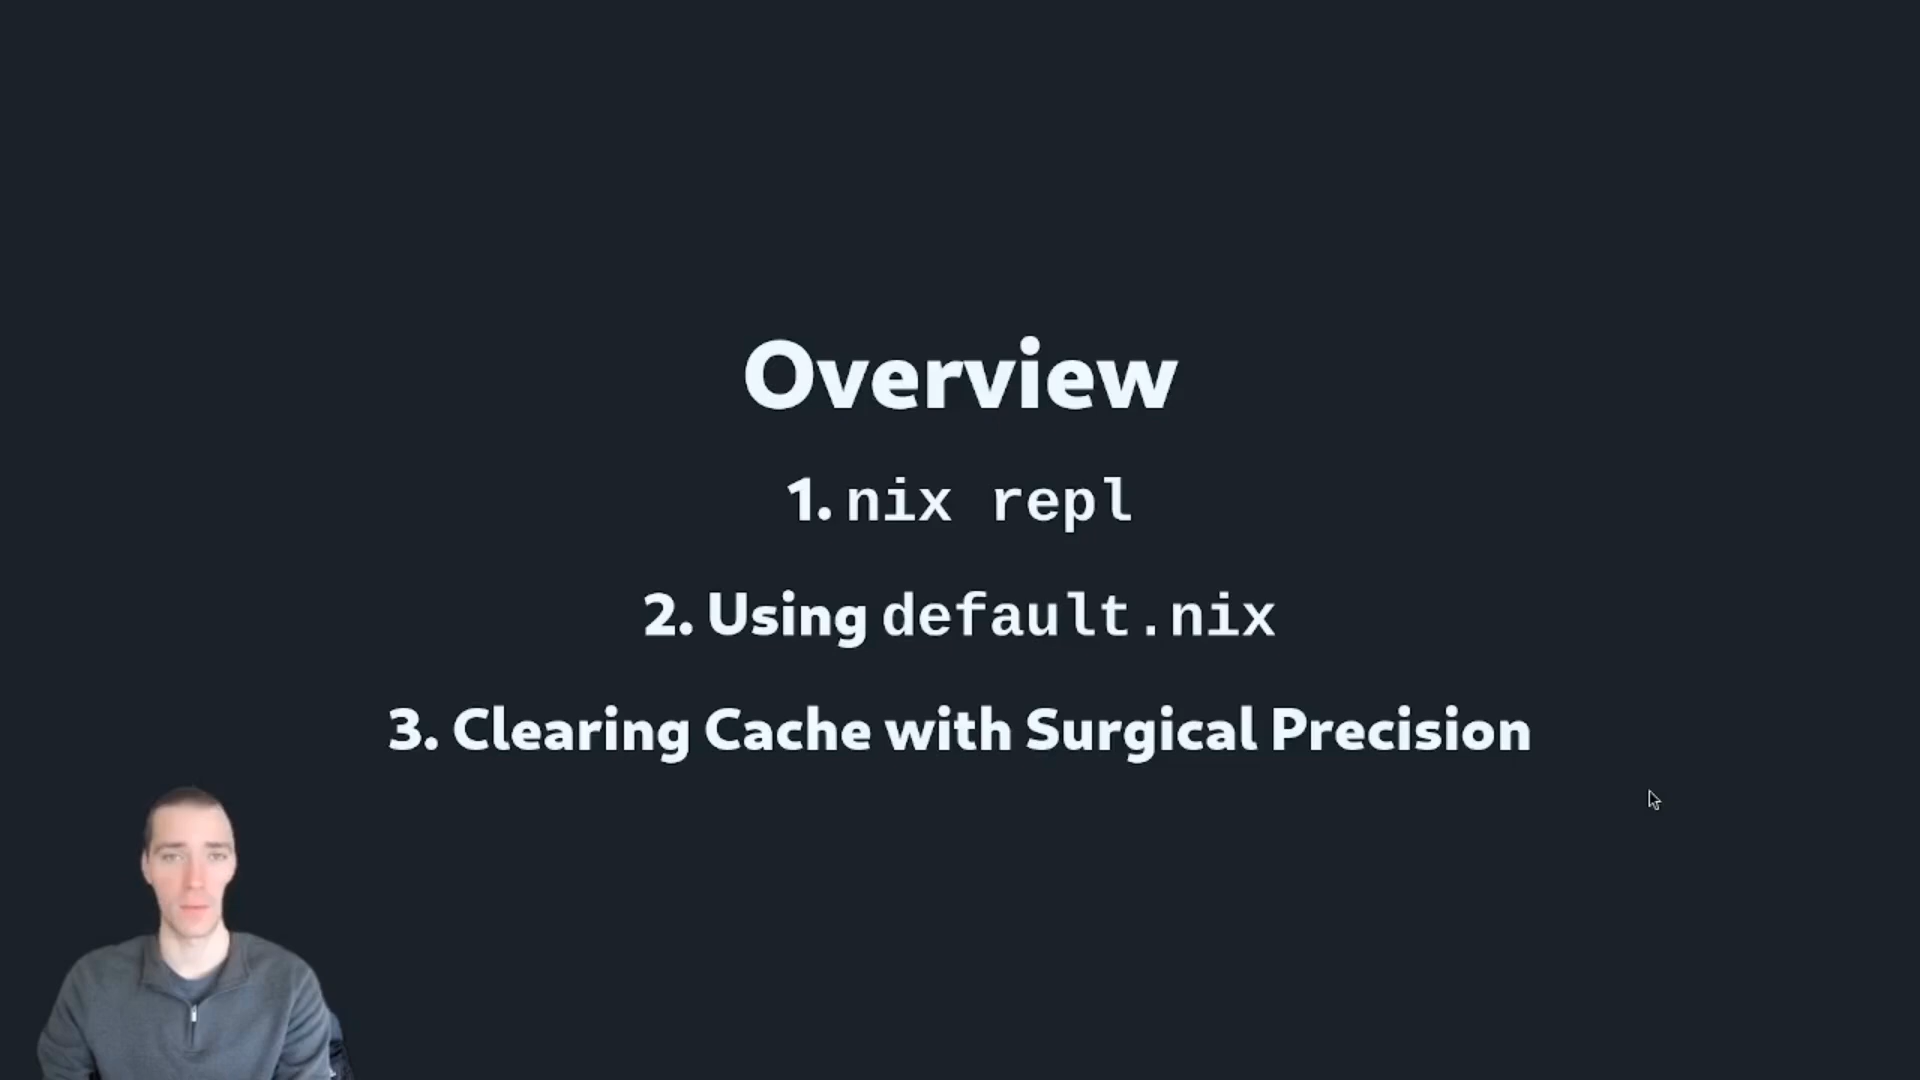 Overview
1. nix repl
2. Using default.nix
3. Clearing Cache with Surgical Precision